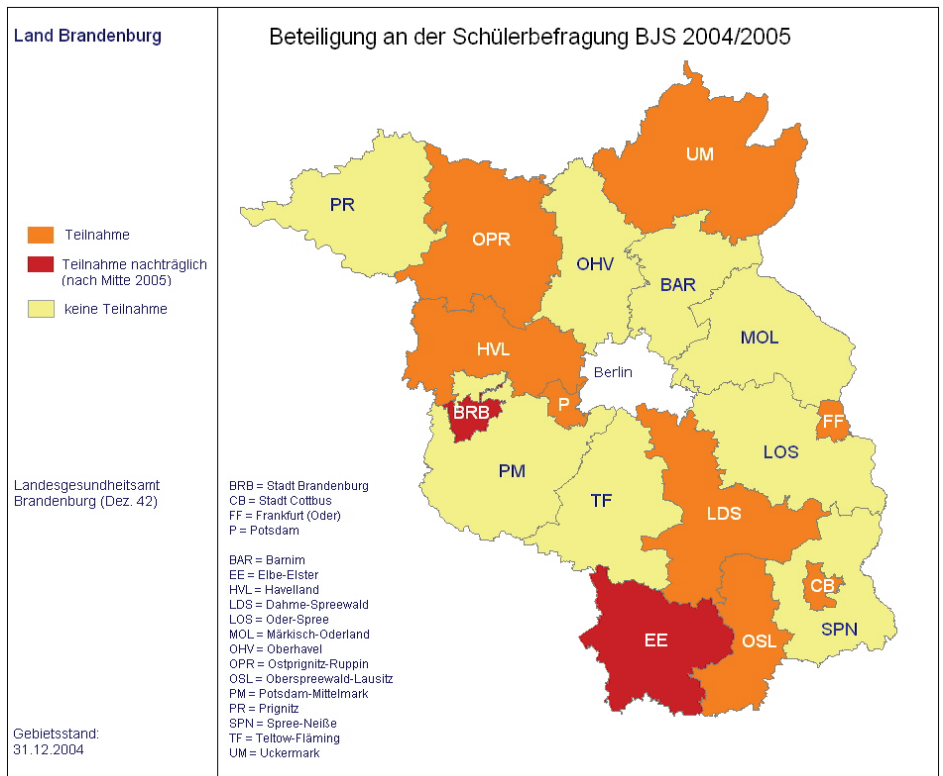 Land Brandenburg
Beteiligung an der Schülerbefragung BJS 2004/2005
Teilnahme
Teilnahme nachträglich
(nach Mitte 2005)
keine Teilnahme
UM
PR
OPR
OHV
BAR
MOL
HVL
Berlin
P
BRB
FF
LOS
PM
TF
LDS
CB
SPN
EE
OSL
Landesgesundheitsamt
Brandenburg (Dez. 42)
BRB = Stadt Brandenburg
CB = Stadt Cottbus
FF = Frankfurt (Oder)
P = Potsdam
BAR = Barnim
EE = Elbe-Elster
HVL = Havelland
LDS = Dahme-Spreewald
LOS = Oder-Spree
MOL = Märkisch-Oderland
OHV = Oberhavel
OPR = Ostprignitz-Ruppin
OSL = Oberspreewald-Lausitz
PM = Potsdam-Mittelmark
PR = Prignitz
SPN = Spree-Neiße
TF = Teltow-Fläming
UM = Uckermark
Gebietsstand:
31.12.2004